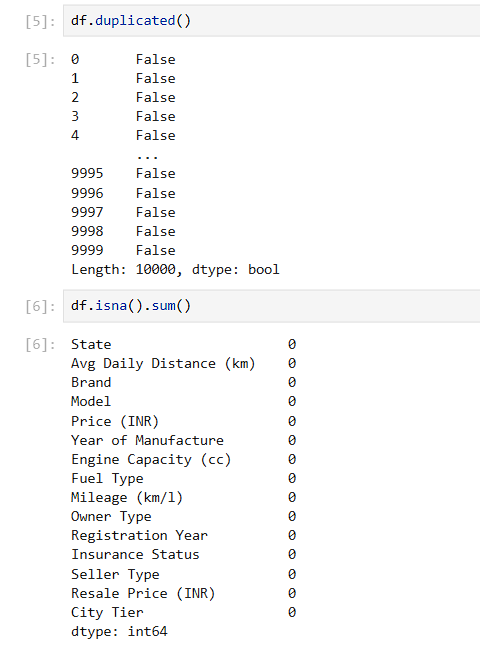 [5]: df.duplicated()
[5]: 0 False
1 False
2 False
3 False
4 False
...
9995 False
9996 False
9997 False
9998 False
9999 False
Length: 10000, dtype: bool
[6]: df.isna().sum()
[6]: State 0
Avg Daily Distance (km) 0
Brand 0
Model 0
Price (INR) 0
Year of Manufacture 0
Engine Capacity (cc) 0
Fuel Type 0
Mileage (km/l) 0
Owner Type 0
Registration Year 0
Insurance Status 0
Seller Type 0
Resale Price (INR) 0
City Tier 0
dtype: int64